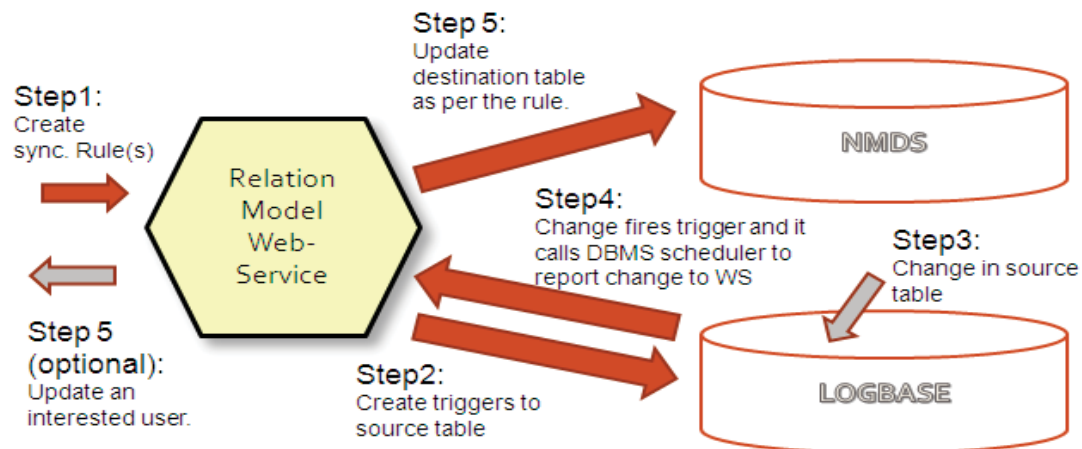 Step1:
Create
sync. Rule(s)
Relation
Model
Web-
Service
Step 5:
Update
destination table
as per the rule.
NMDS
Step4:
Change fires trigger and it
calls DBMS scheduler to
report change to WS
Step3:
Change in source
table
Step 5
(optional):
Update an
interested user.
Step2:
Create triggers to
source table
LOGBASE